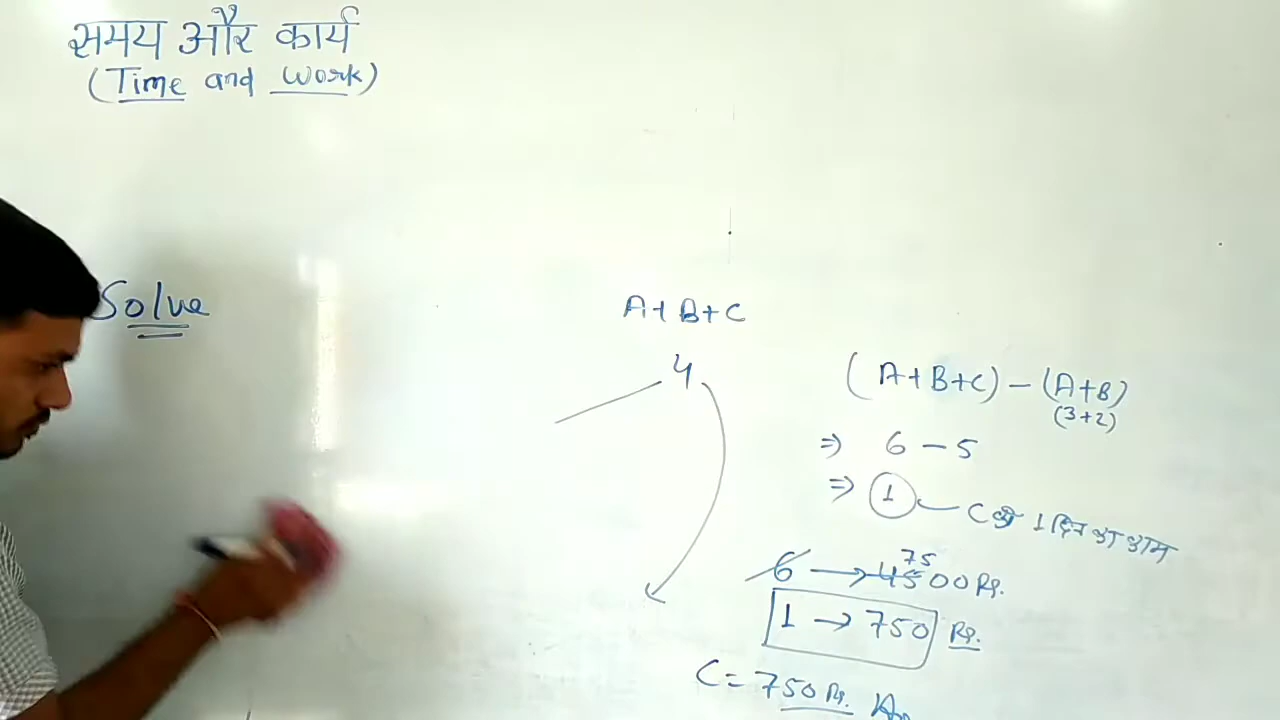 समय और कार्य
(Time and Work)
Solve
A+B+C
4
(A+B+C)-(A+B)
(3+2)
⇒ 6-5
⇒ 1 C का 1 दिन का काम
75
6 → 4500 Rs.
1 → 750 Rs.
C = 750 Rs. Ans